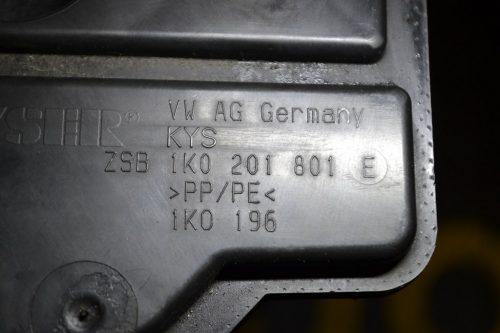 VW AG Germany
KYS
ZSB 1K0 201 801 E
>PP/PE<
1K0 196